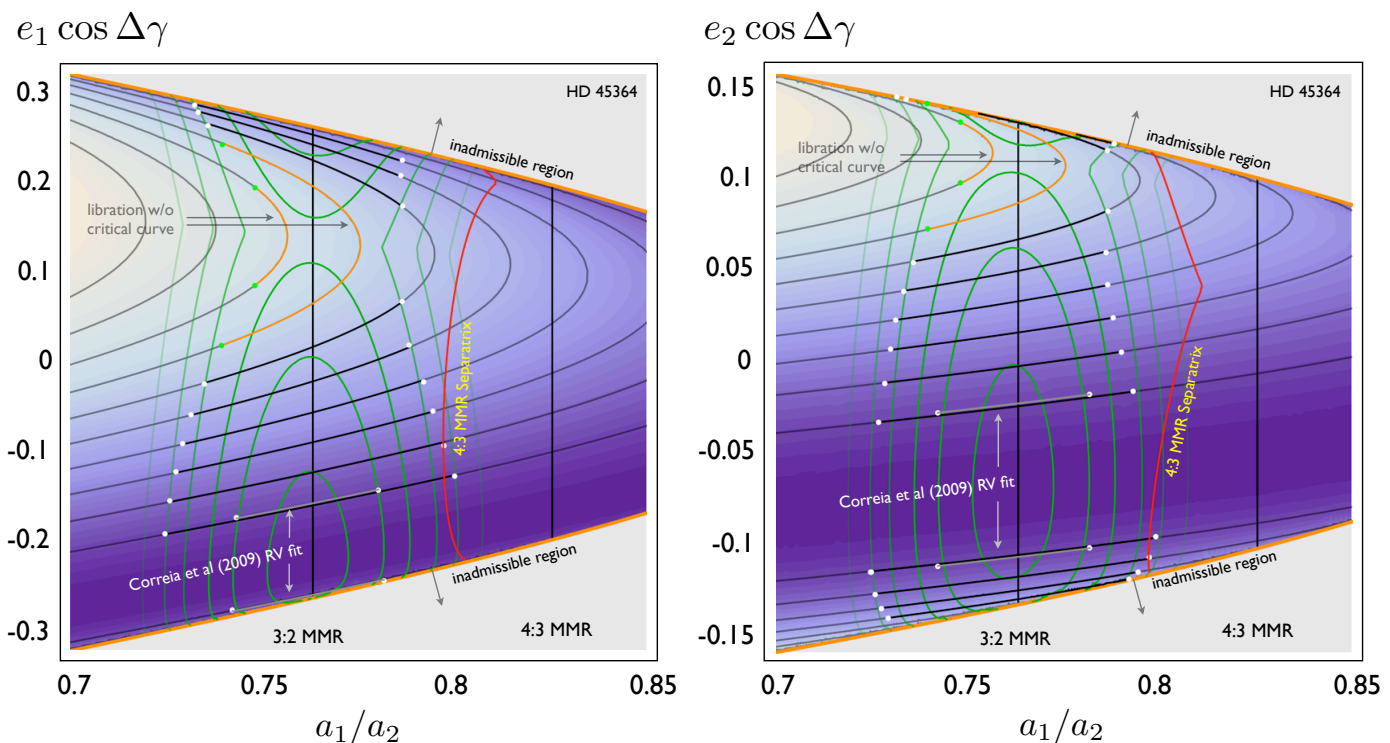 e₁ cos Δγ
HD 45364
inadmissible region
libration w/o
critical curve
4:3 MMR Separatrix
Correia et al (2009) RV fit
inadmissible region
3:2 MMR
4:3 MMR
0.3
0.2
0.1
0
-0.1
-0.2
-0.3
0.7
0.75
0.8
0.85
a₁/a₂
e₂ cos Δγ
HD 45364
inadmissible region
libration w/o
critical curve
4:3 MMR Separatrix
Correia et al (2009) RV fit
inadmissible region
3:2 MMR
4:3 MMR
0.15
0.1
0.05
0
-0.05
-0.1
-0.15
0.7
0.75
0.8
0.85
a₁/a₂